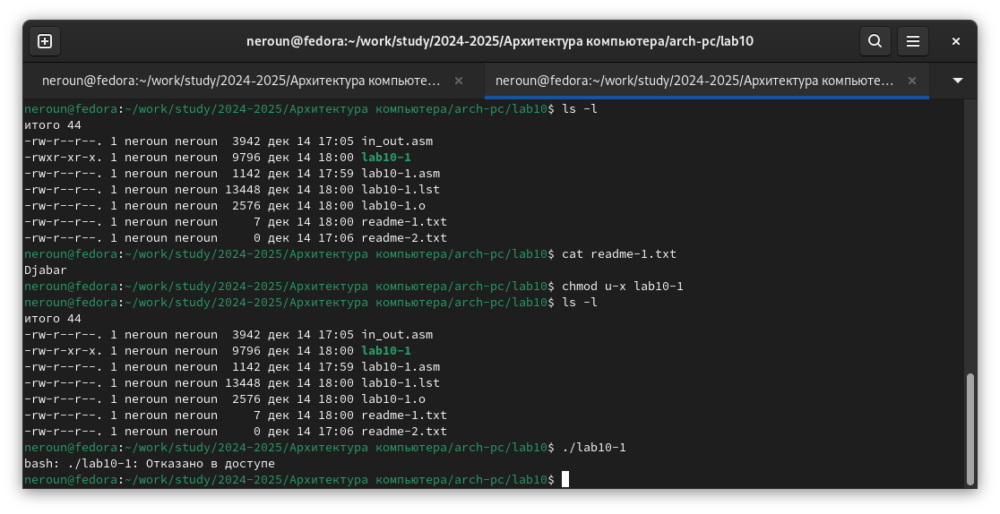 neroun@fedora:~/work/study/2024-2025/Архитектура компьютера/arch-pc/lab10
neroun@fedora:~/work/study/2024-2025/Архитектура компьюте... neroun@fedora:~/work/study/2024-2025/Архитектура компьюте...
neroun@fedora:~/work/study/2024-2025/Архитектура компьютера/arch-pc/lab10$ ls -l
итого 44
-rw-r--r--. 1 neroun neroun  3942 дек 14 17:05 in_out.asm
-rwxr-xr-x. 1 neroun neroun  9796 дек 14 18:00 lab10-1
-rw-r--r--. 1 neroun neroun  1142 дек 14 17:59 lab10-1.asm
-rw-r--r--. 1 neroun neroun 13448 дек 14 18:00 lab10-1.lst
-rw-r--r--. 1 neroun neroun  2576 дек 14 18:00 lab10-1.o
-rw-r--r--. 1 neroun neroun     7 дек 14 18:00 readme-1.txt
-rw-r--r--. 1 neroun neroun     0 дек 14 17:06 readme-2.txt
neroun@fedora:~/work/study/2024-2025/Архитектура компьютера/arch-pc/lab10$ cat readme-1.txt
Djabar
neroun@fedora:~/work/study/2024-2025/Архитектура компьютера/arch-pc/lab10$ chmod u-x lab10-1
neroun@fedora:~/work/study/2024-2025/Архитектура компьютера/arch-pc/lab10$ ls -l
итого 44
-rw-r--r--. 1 neroun neroun  3942 дек 14 17:05 in_out.asm
-rw-r-xr-x. 1 neroun neroun  9796 дек 14 18:00 lab10-1
-rw-r--r--. 1 neroun neroun  1142 дек 14 17:59 lab10-1.asm
-rw-r--r--. 1 neroun neroun 13448 дек 14 18:00 lab10-1.lst
-rw-r--r--. 1 neroun neroun  2576 дек 14 18:00 lab10-1.o
-rw-r--r--. 1 neroun neroun     7 дек 14 18:00 readme-1.txt
-rw-r--r--. 1 neroun neroun     0 дек 14 17:06 readme-2.txt
neroun@fedora:~/work/study/2024-2025/Архитектура компьютера/arch-pc/lab10$ ./lab10-1
bash: ./lab10-1: Отказано в доступе
neroun@fedora:~/work/study/2024-2025/Архитектура компьютера/arch-pc/lab10$